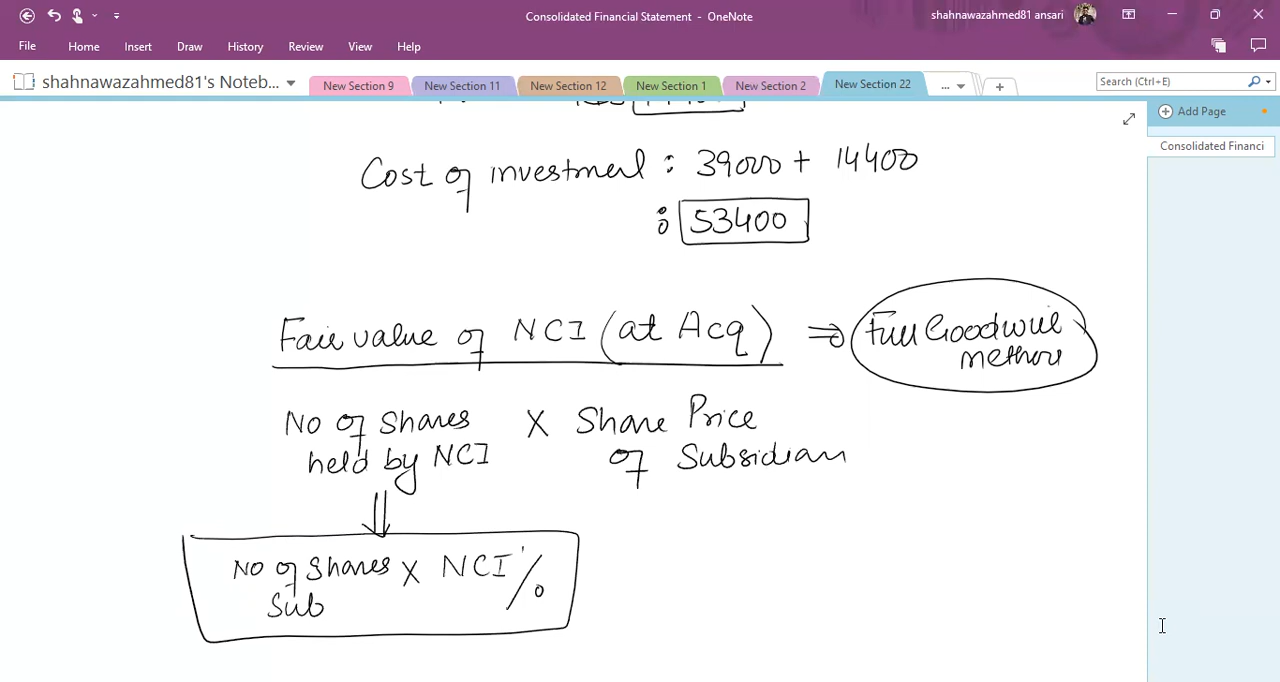 Consolidated Financial Statement - OneNote
shahnawazahmed81 ansari
File Home Insert Draw History Review View Help
shahnawazahmed81's Noteb...
New Section 9 New Section 11 New Section 12 New Section 1 New Section 2 New Section 22 ...
Search (Ctrl+E)
Add Page
Consolidated Financi
Cost of investment : 39000 + 14400
: 53400
Fair value of NCI (at Acq) ⇒ Full Goodwill
method
No of Shares X Share Price
held by NCI of Subsidiary
No of Shares X NCI %
Sub